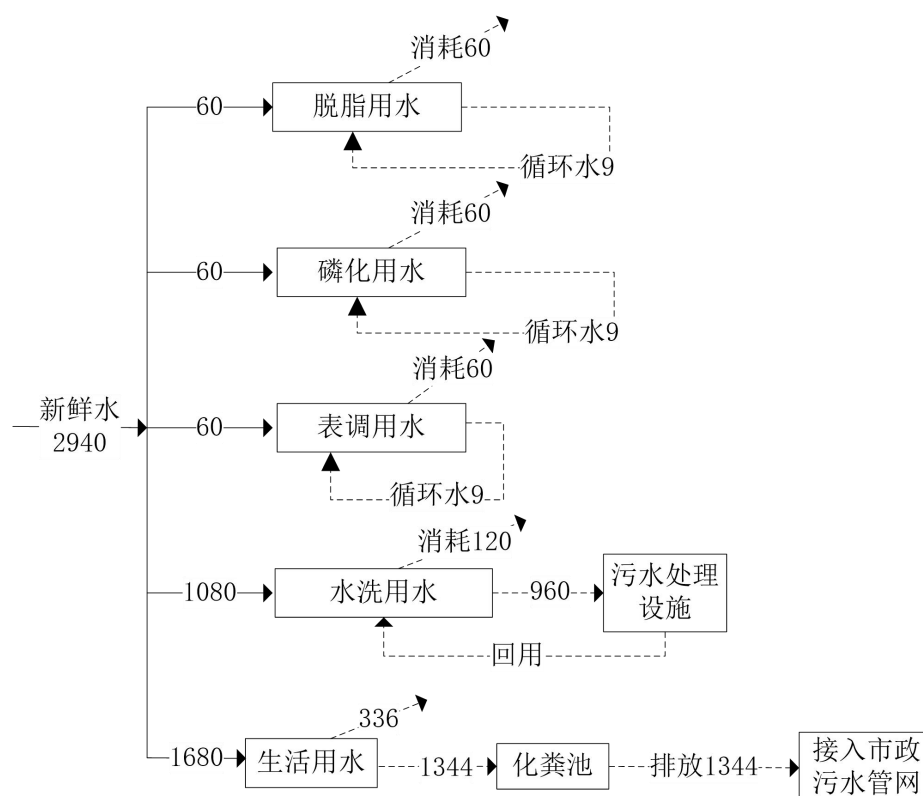 消耗60
60
脱脂用水
循环水9
消耗60
60
磷化用水
循环水9
消耗60
新鲜水
2940
60
表调用水
循环水9
消耗120
1080
水洗用水
960
污水处理
设施
回用
336
1680
生活用水
1344
化粪池
排放1344
接入市政
污水管网